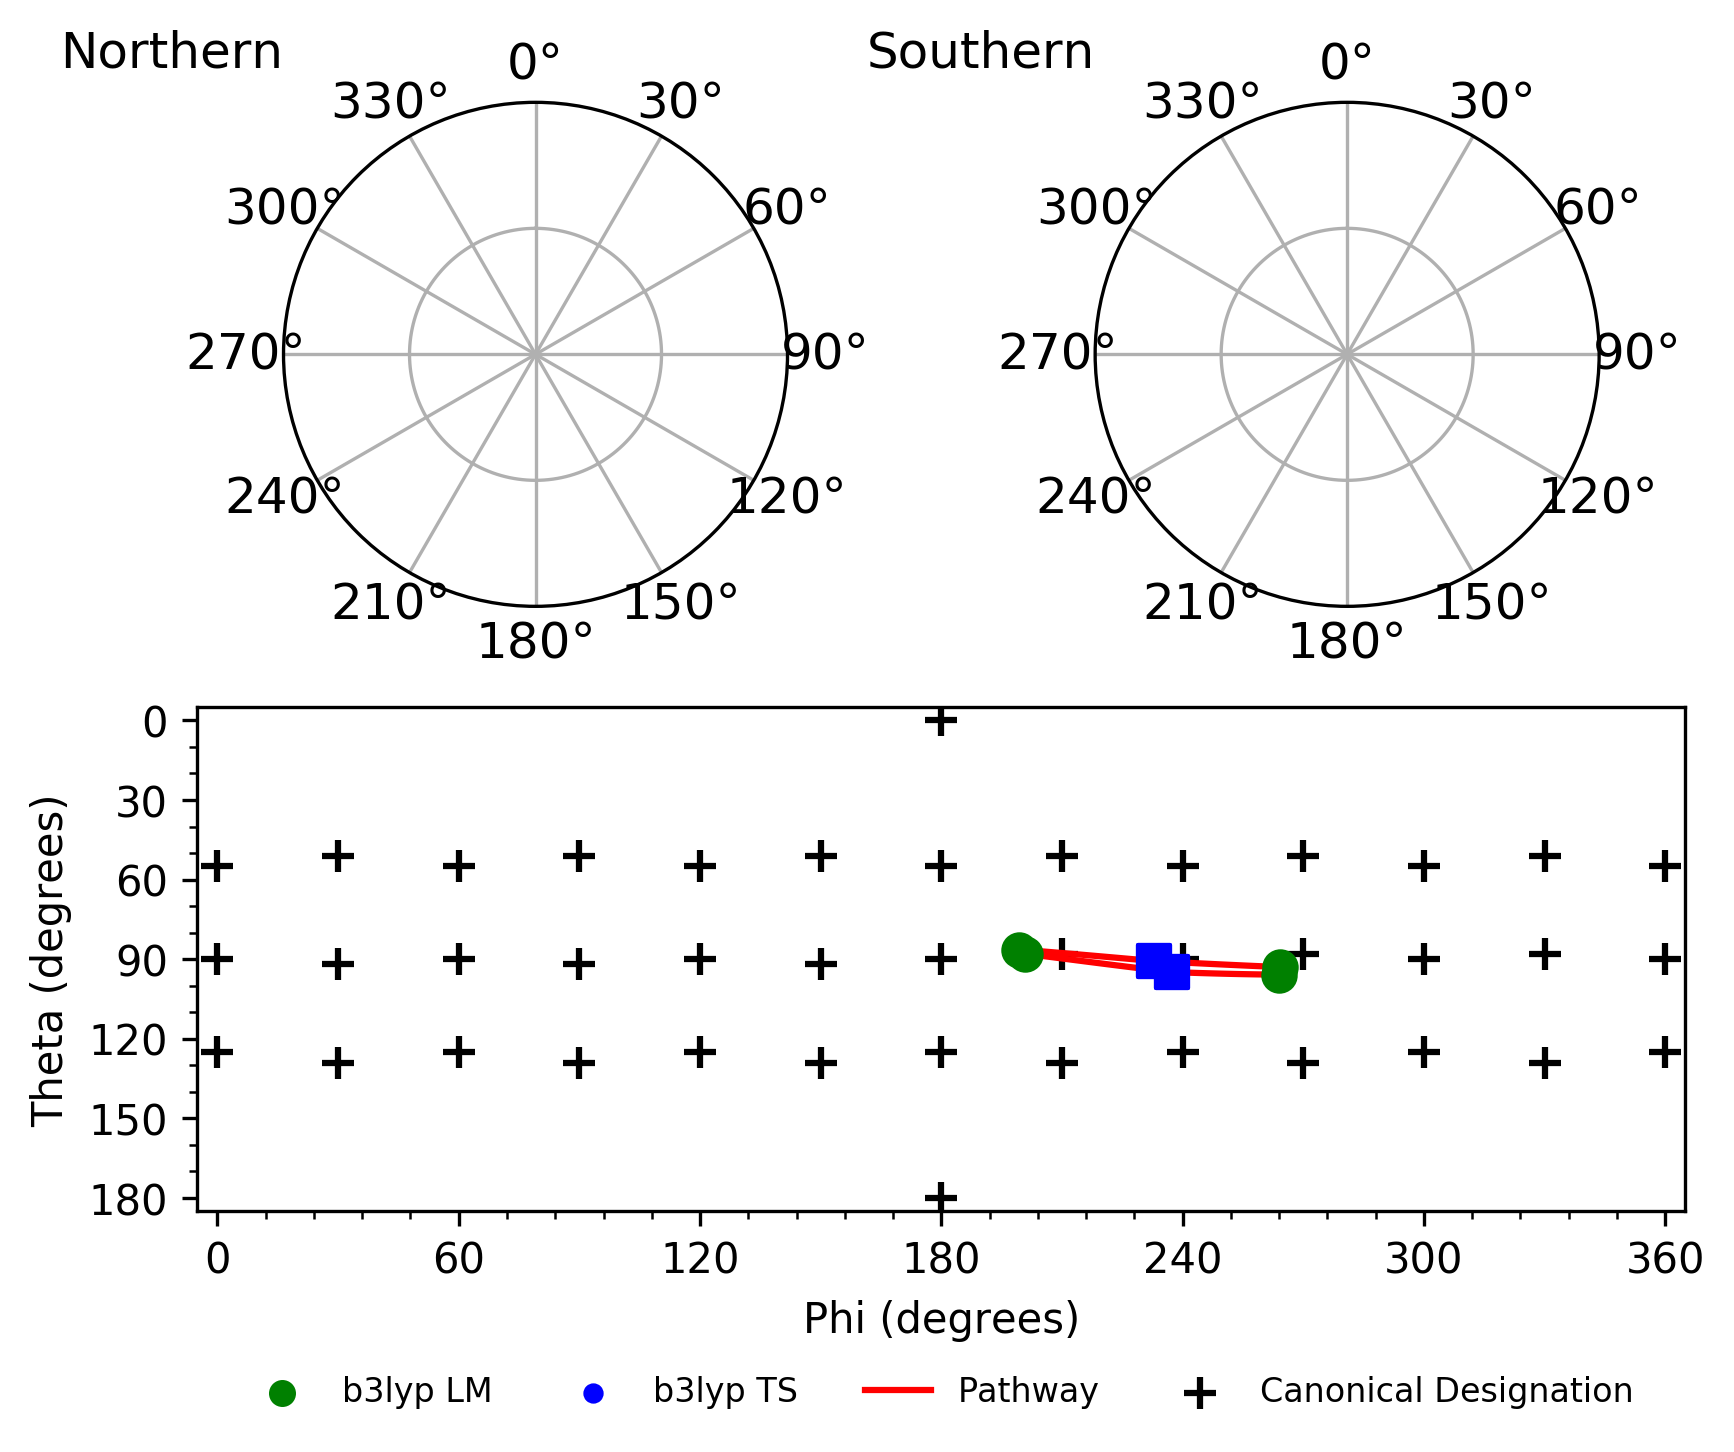 Northern Southern
0° 0°
330° 30° 330° 30°
300° 60° 300° 60°
270° 90° 270° 90°
240° 120° 240° 120°
210° 150° 210° 150°
180° 180°
0
30
60
90
120
150
180
Theta (degrees)
0 60 120 180 240 300 360
Phi (degrees)
b3lyp LM b3lyp TS Pathway Canonical Designation